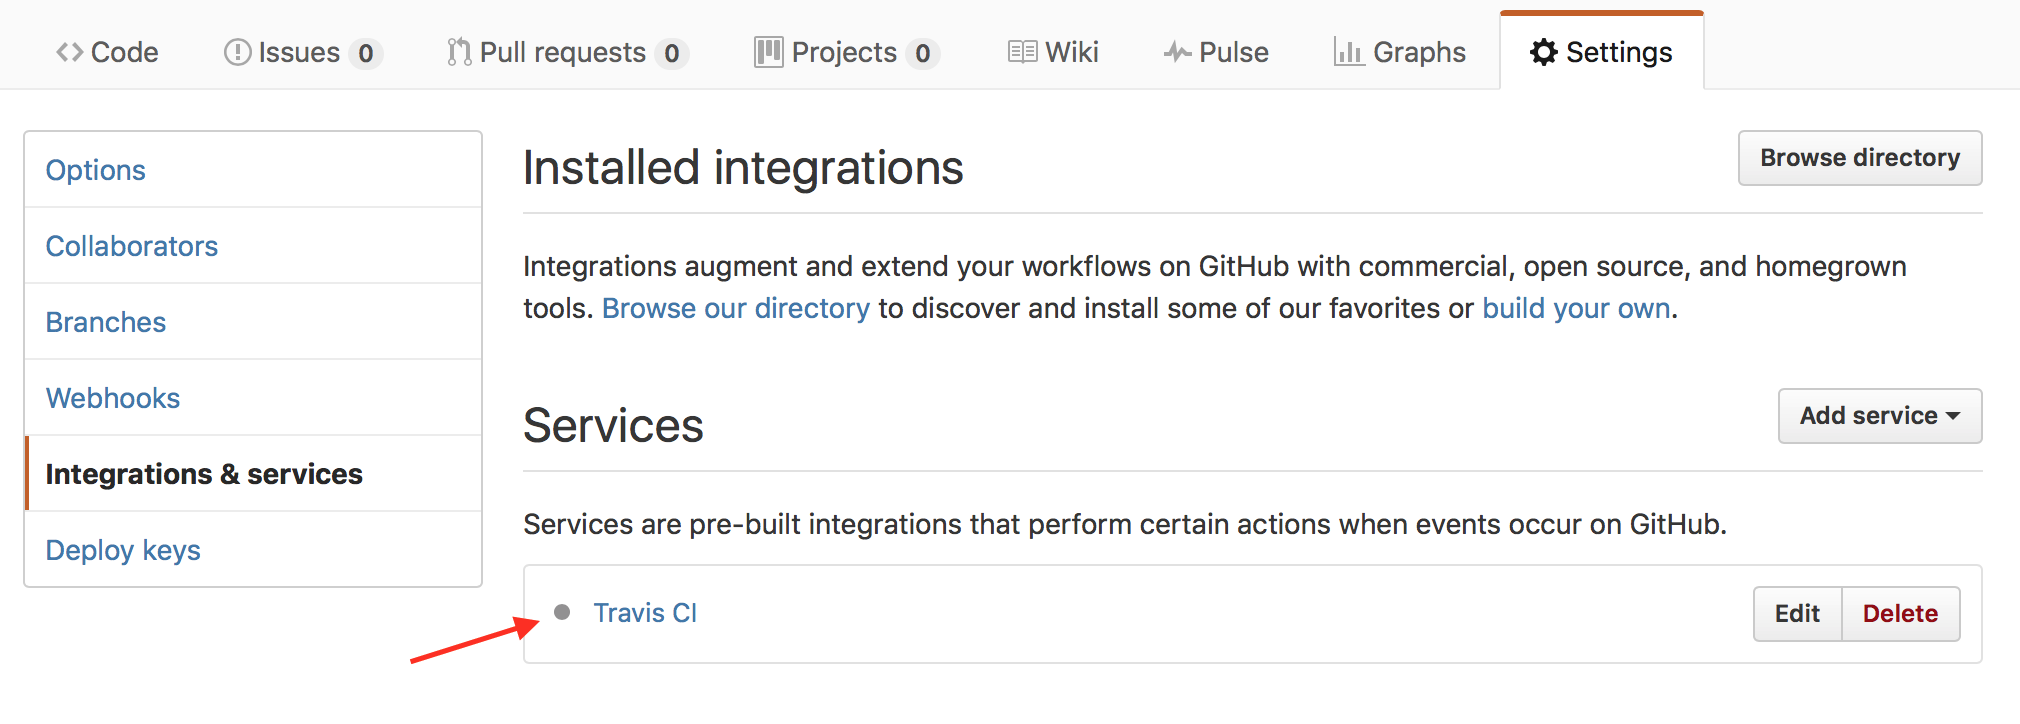 Code Issues 0 Pull requests 0 Projects 0 Wiki Pulse Graphs Settings
Options
Collaborators
Branches
Webhooks
Integrations & services
Deploy keys
Installed integrations
Browse directory
Integrations augment and extend your workflows on GitHub with commercial, open source, and homegrown
tools. Browse our directory to discover and install some of our favorites or build your own.
Services
Add service
Services are pre-built integrations that perform certain actions when events occur on GitHub.
Travis CI
Edit Delete